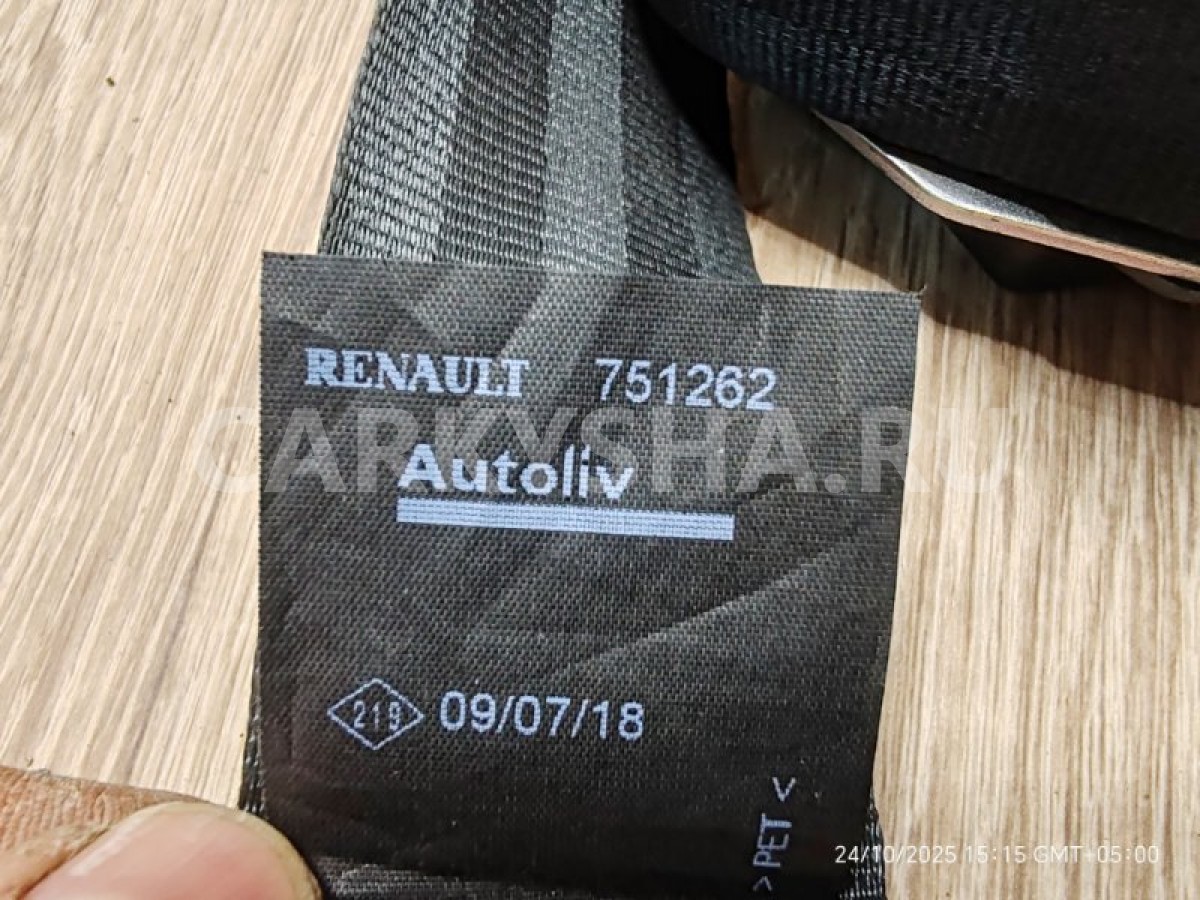 RENAULT 751262
CARKYSHA.RU
Autoliv
219 09/07/18
>PET<
24/10/2025 15:15 GMT+05:00